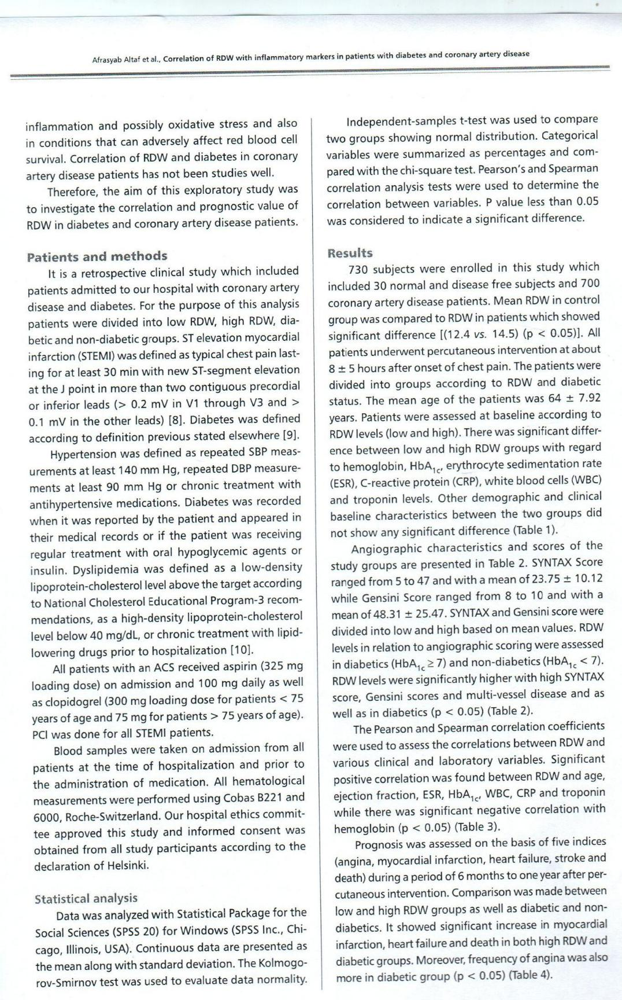 Afrasyab Altaf et al., Correlation of RDW with inflammatory markers in patients with diabetes and coronary artery disease
inflammation and possibly oxidative stress and also
in conditions that can adversely affect red blood cell
survival. Correlation of RDW and diabetes in coronary
artery disease patients has not been studies well.
Therefore, the aim of this exploratory study was
to investigate the correlation and prognostic value of
RDW in diabetes and coronary artery disease patients.
Patients and methods
It is a retrospective clinical study which included
patients admitted to our hospital with coronary artery
disease and diabetes. For the purpose of this analysis
patients were divided into low RDW, high RDW, dia-
betic and non-diabetic groups. ST elevation myocardial
infarction (STEMI) was defined as typical chest pain last-
ing for at least 30 min with new ST-segment elevation
at the J point in more than two contiguous precordial
or inferior leads (> 0.2 mV in V1 through V3 and >
0.1 mV in the other leads) [8]. Diabetes was defined
according to definition previous stated elsewhere [9].
Hypertension was defined as repeated SBP meas-
urements at least 140 mm Hg, repeated DBP measure-
ments at least 90 mm Hg or chronic treatment with
antihypertensive medications. Diabetes was recorded
when it was reported by the patient and appeared in
their medical records or if the patient was receiving
regular treatment with oral hypoglycemic agents or
insulin. Dyslipidemia was defined as a low-density
lipoprotein-cholesterol level above the target according
to National Cholesterol Educational Program-3 recom-
mendations, as a high-density lipoprotein-cholesterol
level below 40 mg/dL, or chronic treatment with lipid-
lowering drugs prior to hospitalization [10].
All patients with an ACS received aspirin (325 mg
loading dose) on admission and 100 mg daily as well
as clopidogrel (300 mg loading dose for patients < 75
years of age and 75 mg for patients > 75 years of age).
PCI was done for all STEMI patients.
Blood samples were taken on admission from all
patients at the time of hospitalization and prior to
the administration of medication. All hematological
measurements were performed using Cobas B221 and
6000, Roche-Switzerland. Our hospital ethics commit-
tee approved this study and informed consent was
obtained from all study participants according to the
declaration of Helsinki.
Statistical analysis
Data was analyzed with Statistical Package for the
Social Sciences (SPSS 20) for Windows (SPSS Inc., Chi-
cago, Illinois, USA). Continuous data are presented as
the mean along with standard deviation. The Kolmogo-
rov-Smirnov test was used to evaluate data normality.
Independent-samples t-test was used to compare
two groups showing normal distribution. Categorical
variables were summarized as percentages and com-
pared with the chi-square test. Pearson's and Spearman
correlation analysis tests were used to determine the
correlation between variables. P value less than 0.05
was considered to indicate a significant difference.
Results
730 subjects were enrolled in this study which
included 30 normal and disease free subjects and 700
coronary artery disease patients. Mean RDW in control
group was compared to RDW in patients which showed
significant difference [(12.4 vs. 14.5) (p < 0.05)]. All
patients underwent percutaneous intervention at about
8 ± 5 hours after onset of chest pain. The patients were
divided into groups according to RDW and diabetic
status. The mean age of the patients was 64 ± 7.92
years. Patients were assessed at baseline according to
RDW levels (low and high). There was significant differ-
ence between low and high RDW groups with regard
to hemoglobin, HbA1c, erythrocyte sedimentation rate
(ESR), C-reactive protein (CRP), white blood cells (WBC)
and troponin levels. Other demographic and clinical
baseline characteristics between the two groups did
not show any significant difference (Table 1).
Angiographic characteristics and scores of the
study groups are presented in Table 2. SYNTAX Score
ranged from 5 to 47 and with a mean of 23.75 ± 10.12
while Gensini Score ranged from 8 to 10 and with a
mean of 48.31 ± 25.47. SYNTAX and Gensini score were
divided into low and high based on mean values. RDW
levels in relation to angiographic scoring were assessed
in diabetics (HbA1c ≥ 7) and non-diabetics (HbA1c < 7).
RDW levels were significantly higher with high SYNTAX
score, Gensini scores and multi-vessel disease and as
well as in diabetics (p < 0.05) (Table 2).
The Pearson and Spearman correlation coefficients
were used to assess the correlations between RDW and
various clinical and laboratory variables. Significant
positive correlation was found between RDW and age,
ejection fraction, ESR, HbA1c, WBC, CRP and troponin
while there was significant negative correlation with
hemoglobin (p < 0.05) (Table 3).
Prognosis was assessed on the basis of five indices
(angina, myocardial infarction, heart failure, stroke and
death) during a period of 6 months to one year after per-
cutaneous intervention. Comparison was made between
low and high RDW groups as well as diabetic and non-
diabetics. It showed significant increase in myocardial
infarction, heart failure and death in both high RDW and
diabetic groups. Moreover, frequency of angina was also
more in diabetic group (p < 0.05) (Table 4).